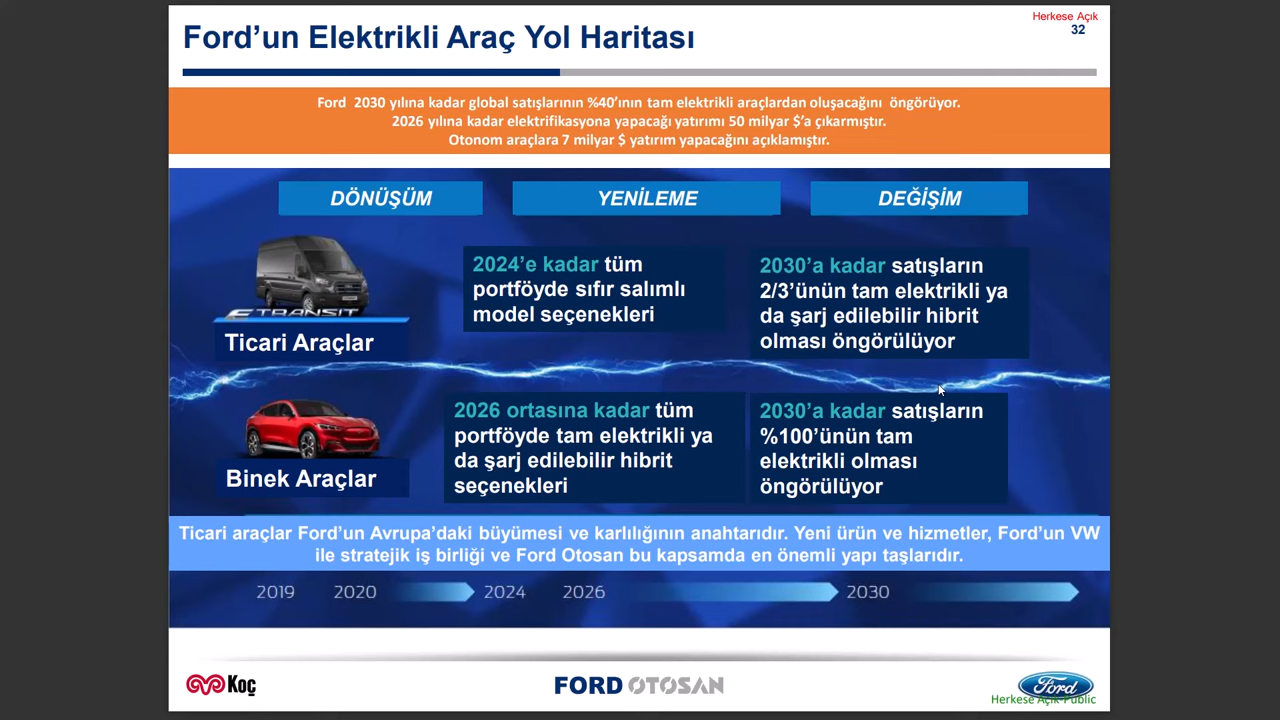 Herkese Açık
32
Ford’un Elektrikli Araç Yol Haritası
Ford 2030 yılına kadar global satışlarının %40’ının tam elektrikli araçlardan oluşacağını öngörüyor.
2026 yılına kadar elektrifikasyona yapacağı yatırımı 50 milyar $’a çıkarmıştır.
Otonom araçlara 7 milyar $ yatırım yapacağını açıklamıştır.
DÖNÜŞÜM
YENİLEME
DEĞİŞİM
E TRANSIT
Ticari Araçlar
2024’e kadar tüm
portföyde sıfır salımlı
model seçenekleri
2030’a kadar satışların
2/3’ünün tam elektrikli ya
da şarj edilebilir hibrit
olması öngörülüyor
Binek Araçlar
2026 ortasına kadar tüm
portföyde tam elektrikli ya
da şarj edilebilir hibrit
seçenekleri
2030’a kadar satışların
%100’ünün tam
elektrikli olması
öngörülüyor
Ticari araçlar Ford’un Avrupa’daki büyümesi ve karlılığının anahtarıdır. Yeni ürün ve hizmetler, Ford’un VW
ile stratejik iş birliği ve Ford Otosan bu kapsamda en önemli yapı taşlarıdır.
2019 2020 2024 2026 2030
Koç
FORD OTOSAN
Ford
Herkese Açık-Public